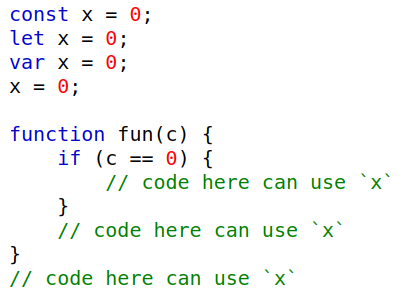 const x = 0;
let x = 0;
var x = 0;
x = 0;

function fun(c) {
    if (c == 0) {
        // code here can use `x`
    }
    // code here can use `x`
}
// code here can use `x`